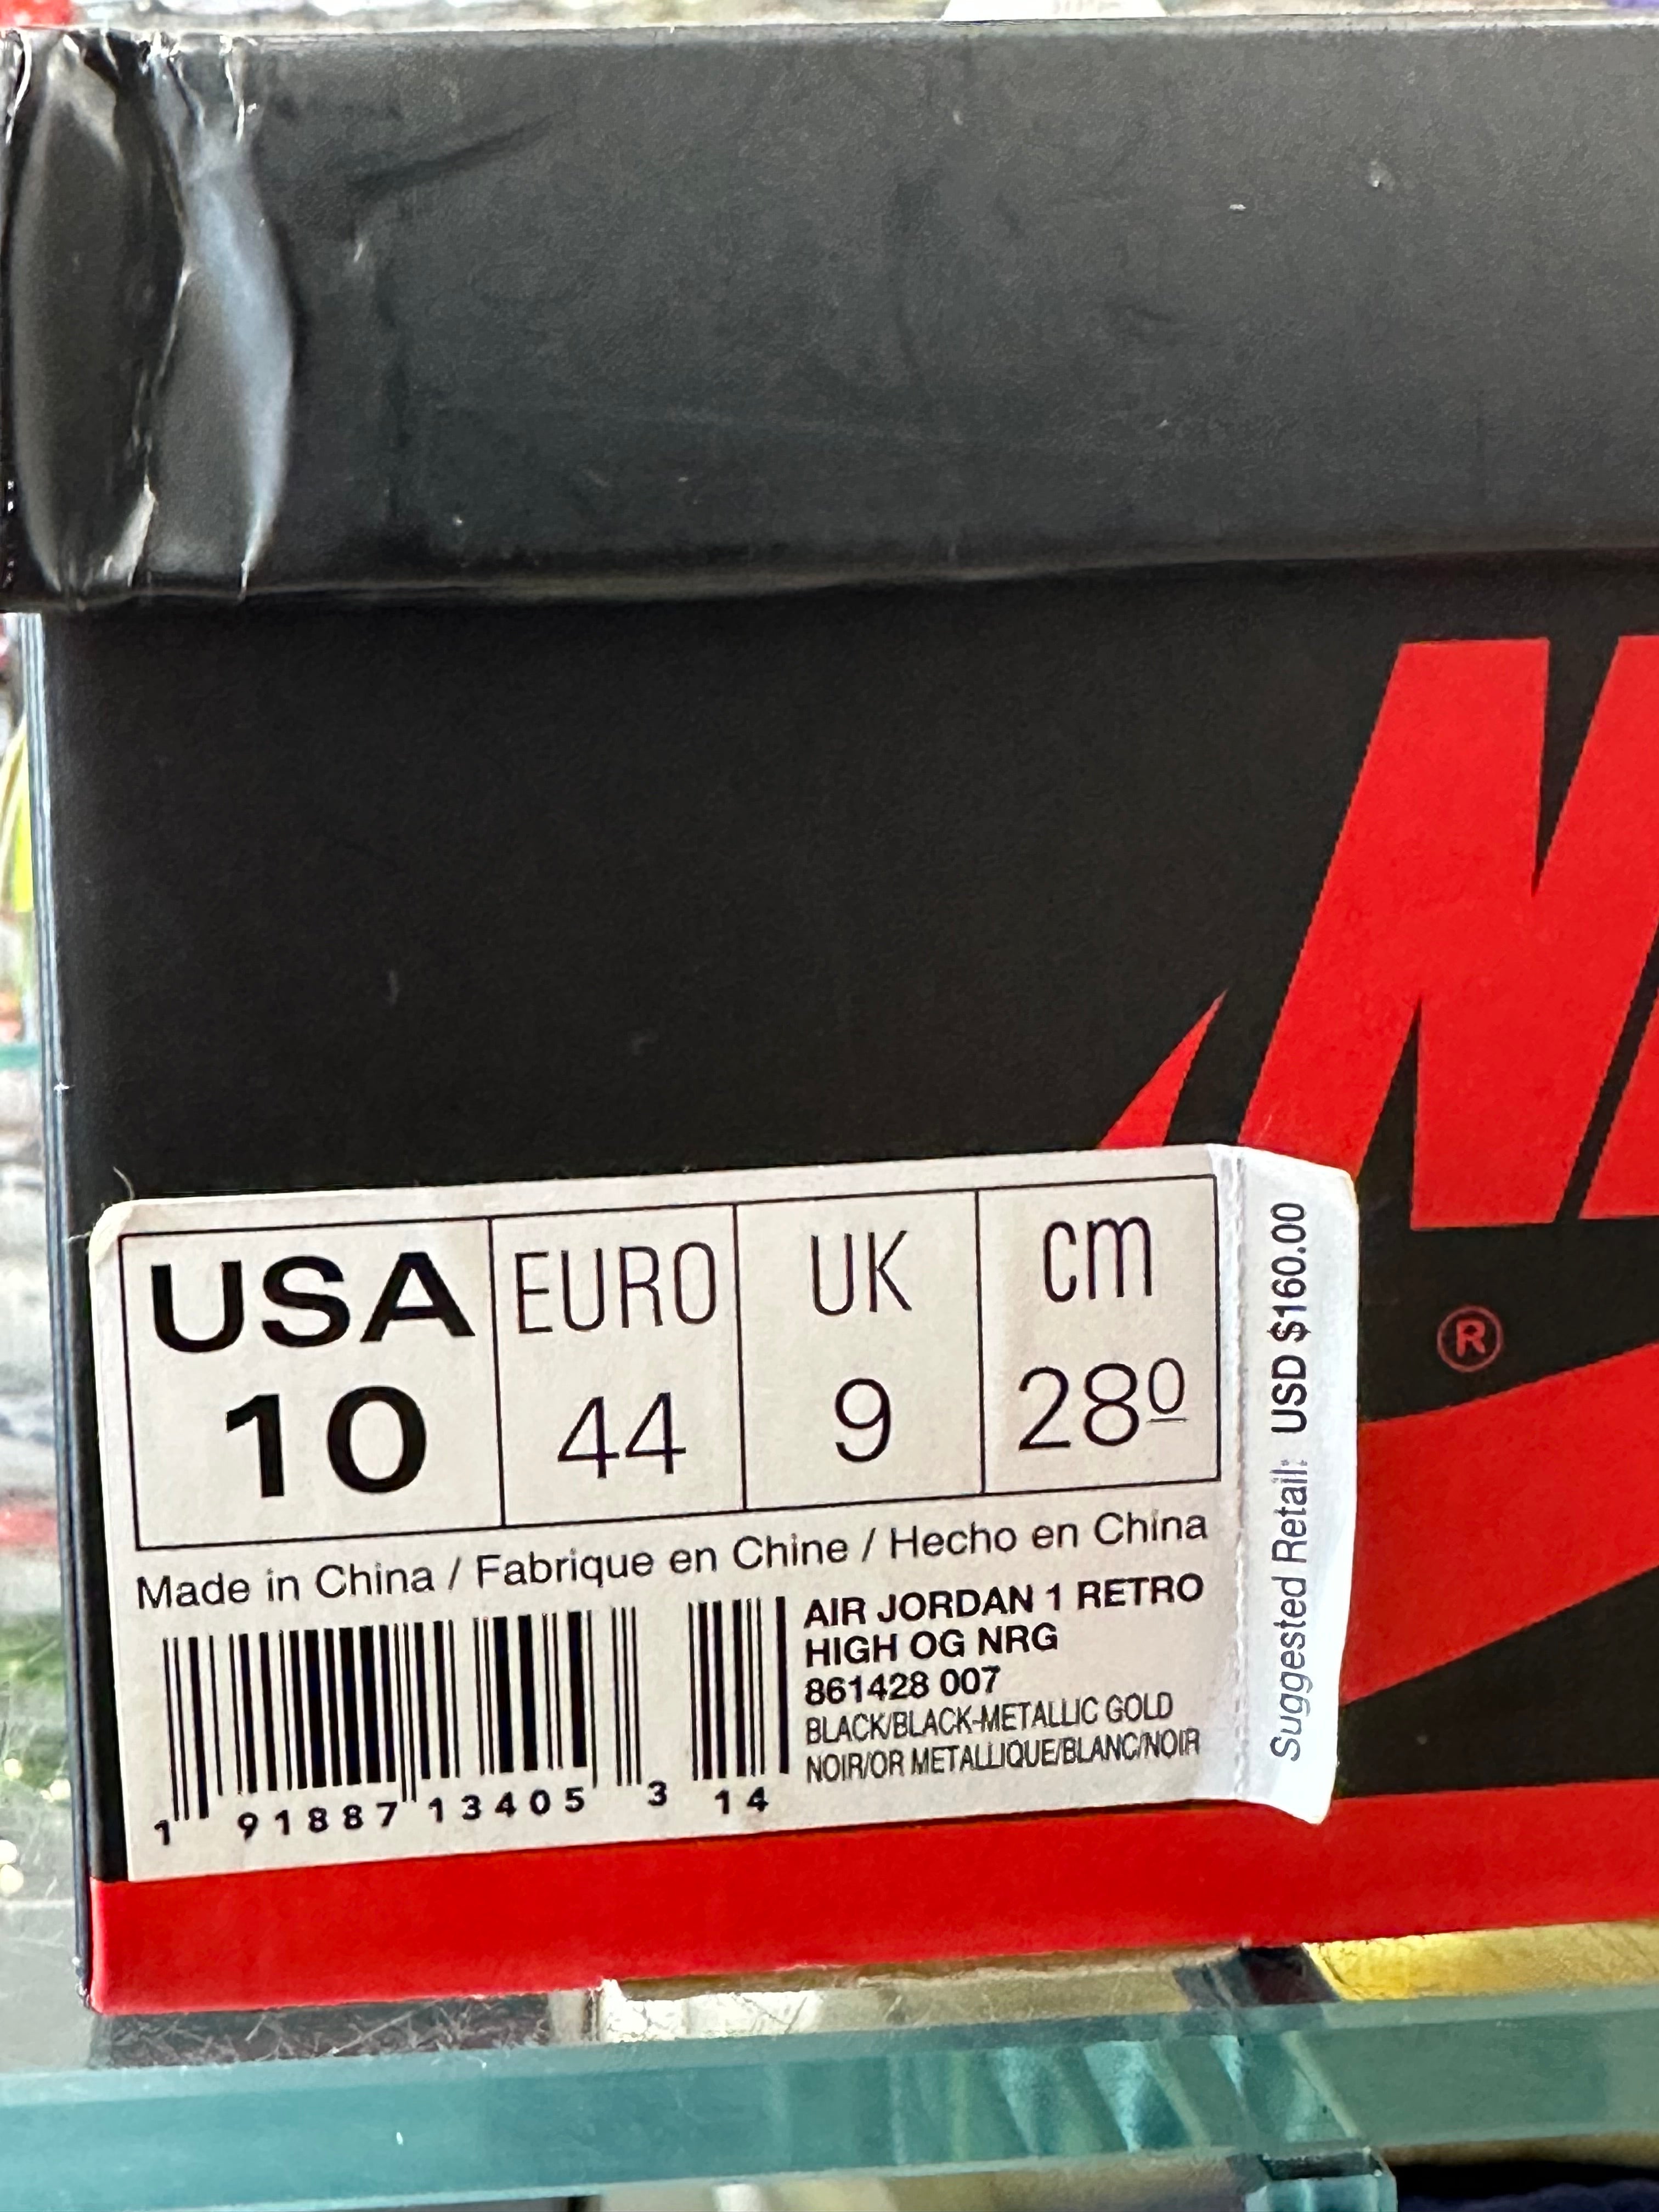 USA EURO UK cm
10 44 9 28º
Made in China / Fabrique en Chine / Hecho en China
AIR JORDAN 1 RETRO
HIGH OG NRG
861428 007
BLACK/BLACK-METALLIC GOLD
NOIR/OR METALLIQUE/BLANC/NOIR
1 91887 13405 3 14
Suggested Retail: USD $160.00
®